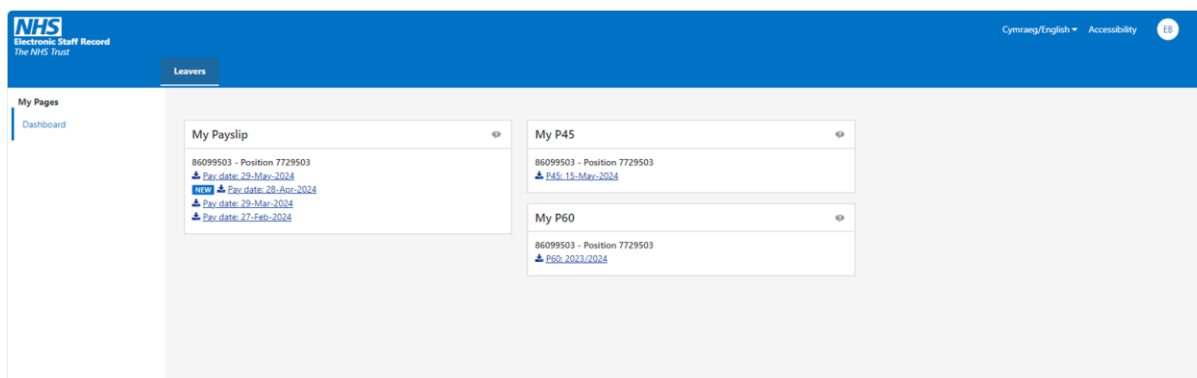 NHS
Electronic Staff Record
The NHS Trust
Cymraeg/English Accessibility EB
Leavers
My Pages
Dashboard
My Payslip
86099503 - Position 7729503
Pay date: 29-May-2024
NEW Pay date: 28-Apr-2024
Pay date: 29-Mar-2024
Pay date: 27-Feb-2024
My P45
86099503 - Position 7729503
P45: 15-May-2024
My P60
86099503 - Position 7729503
P60: 2023/2024